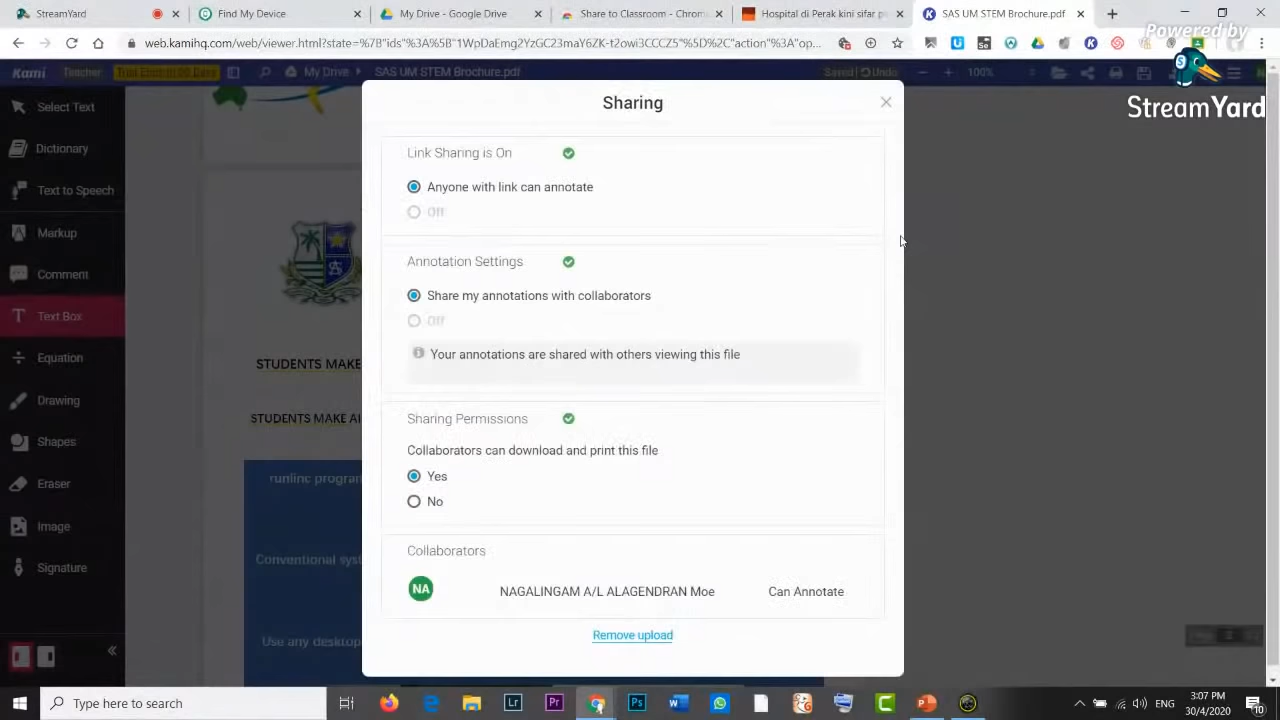 StreamYard
Find My Device
My Drive - Google Drive
Share to Classroom - Chrom
Hospital di Perak kini sifar p
SAS UM STEM Brochure.pdf
Powered by
StreamYard
Kami
Teacher
My Drive
SAS UM STEM Brochure.pdf
Saved
Undo
100%
Sharing
Link Sharing is On
Anyone with link can annotate
Off
Annotation Settings
Share my annotations with collaborators
Off
Your annotations are shared with others viewing this file
Sharing Permissions
Collaborators can download and print this file
Yes
No
Collaborators
NA
NAGALINGAM A/L ALAGENDRAN Moe
Can Annotate
Remove upload
Select Text
Dictionary
Text to Speech
Markup
Comment
Text Box
Equation
Drawing
Shapes
Eraser
Image
Signature
STUDENTS MAKE
STUDENTS MAKE AI
runlinc progran
Conventional syst
Use any desktop
Type here to search
ENG
3:07 PM
30/4/2020